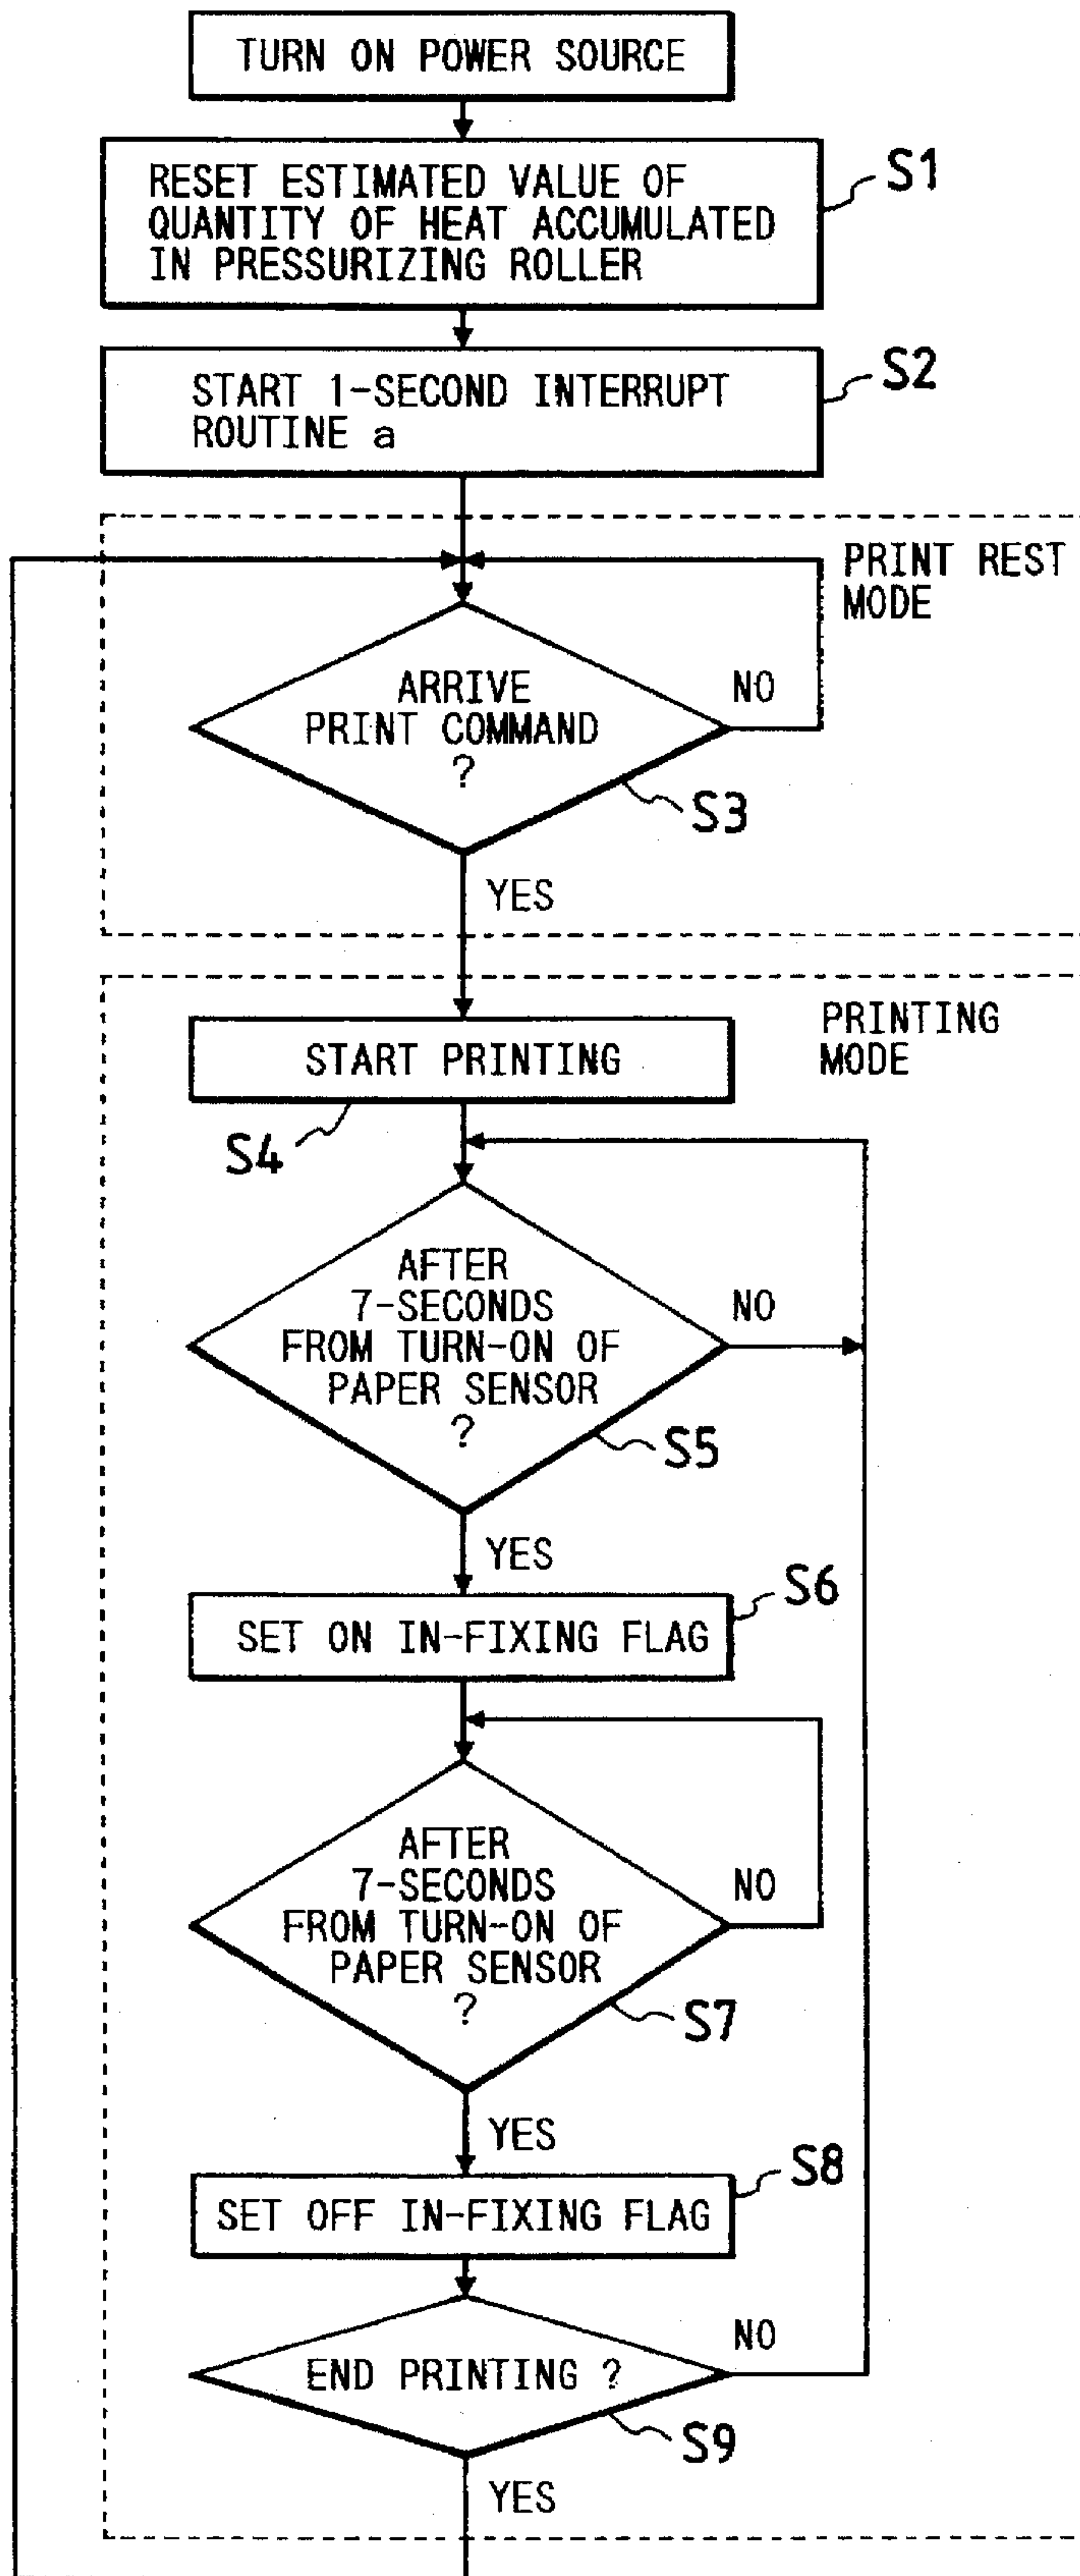 TURN ON POWER SOURCE
RESET ESTIMATED VALUE OF
QUANTITY OF HEAT ACCUMULATED
IN PRESSURIZING ROLLER
S1
START 1-SECOND INTERRUPT
ROUTINE a
S2
PRINT REST
MODE
ARRIVE
PRINT COMMAND
?
NO
S3
YES
PRINTING
MODE
START PRINTING
S4
AFTER
7-SECONDS
FROM TURN-ON OF
PAPER SENSOR
?
NO
S5
YES
SET ON IN-FIXING FLAG
S6
AFTER
7-SECONDS
FROM TURN-ON OF
PAPER SENSOR
?
NO
S7
YES
SET OFF IN-FIXING FLAG
S8
END PRINTING ?
NO
S9
YES